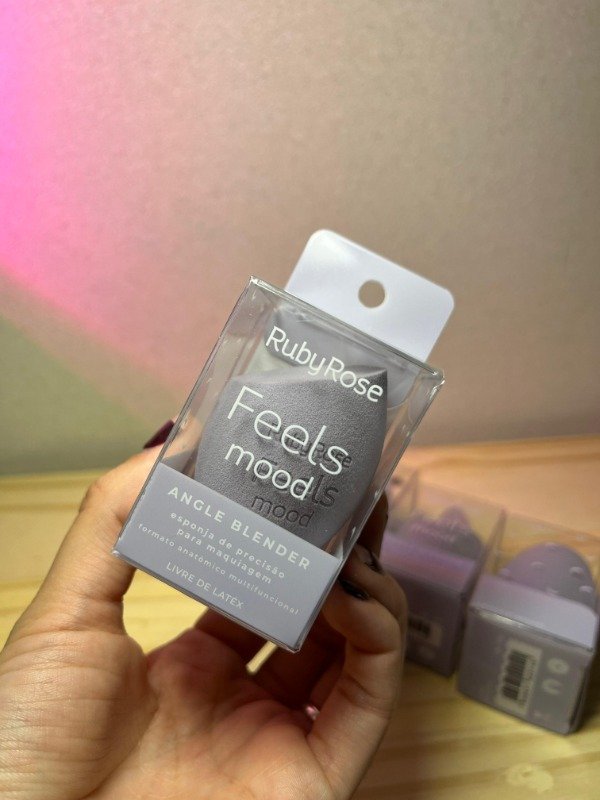 RubyRose
Feels
mood
ANGLE BLENDER
esponja de precisão
para maquiagem
formato anatômico multifuncional
LIVRE DE LATEX